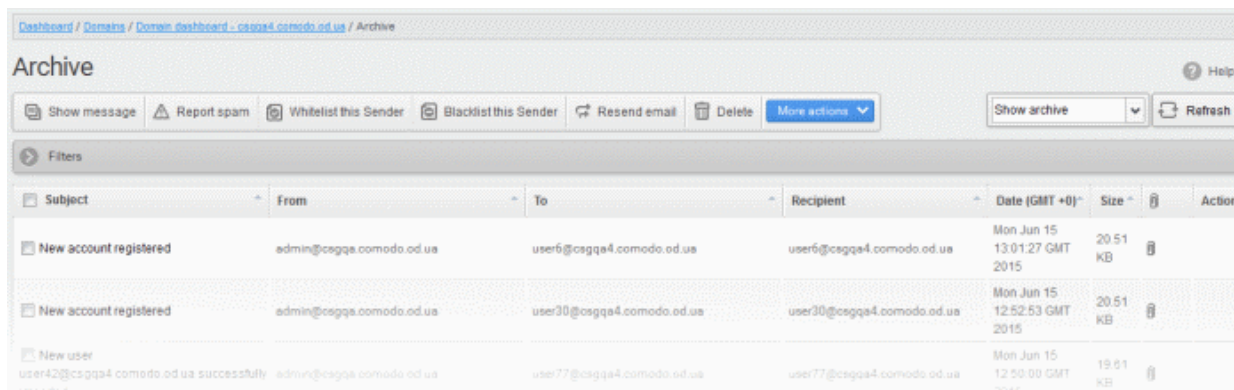 Dashboard / Domains / Domain dashboard - csgqa4.comodo.od.ua / Archive
Archive
Help
Show message Report spam Whitelist this Sender Blacklist this Sender Resend email Delete More actions Show archive Refresh
Filters
Subject From To Recipient Date (GMT +0) Size Action
New account registered admin@csgqa.comodo.od.ua user6@csgqa4.comodo.od.ua user6@csgqa4.comodo.od.ua Mon Jun 15 13:01:27 GMT 2015 20.51 KB
New account registered admin@csgqa.comodo.od.ua user30@csgqa4.comodo.od.ua user30@csgqa4.comodo.od.ua Mon Jun 15 12:52:53 GMT 2015 20.51 KB
New user
user42@csgqa4.comodo.od.ua successfully admin@csgqa.comodo.od.ua user77@csgqa4.comodo.od.ua user77@csgqa4.comodo.od.ua Mon Jun 15 12:50:00 GMT 19.61 KB